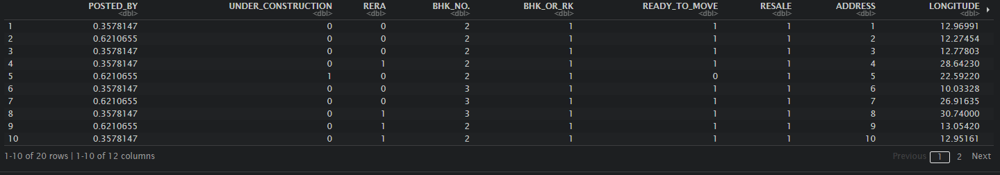 POSTED_BY UNDER_CONSTRUCTION RERA BHK_NO. BHK_OR_RK READY_TO_MOVE RESALE ADDRESS LONGITUDE
<dbl> <dbl> <dbl> <dbl> <dbl> <dbl> <dbl> <dbl> <dbl>
1 0.3578147 0 0 2 1 1 1 1 12.96991
2 0.6210655 0 0 2 1 1 1 2 12.27454
3 0.3578147 0 0 2 1 1 1 3 12.77803
4 0.3578147 0 1 2 1 1 1 4 28.64230
5 0.6210655 1 0 2 1 0 1 5 22.59220
6 0.3578147 0 0 3 1 1 1 6 10.03328
7 0.6210655 0 0 3 1 1 1 7 26.91635
8 0.3578147 0 1 3 1 1 1 8 30.74000
9 0.6210655 0 1 2 1 1 1 9 13.05420
10 0.3578147 0 1 2 1 1 1 10 12.95161
1-10 of 20 rows | 1-10 of 12 columns Previous 1 2 Next